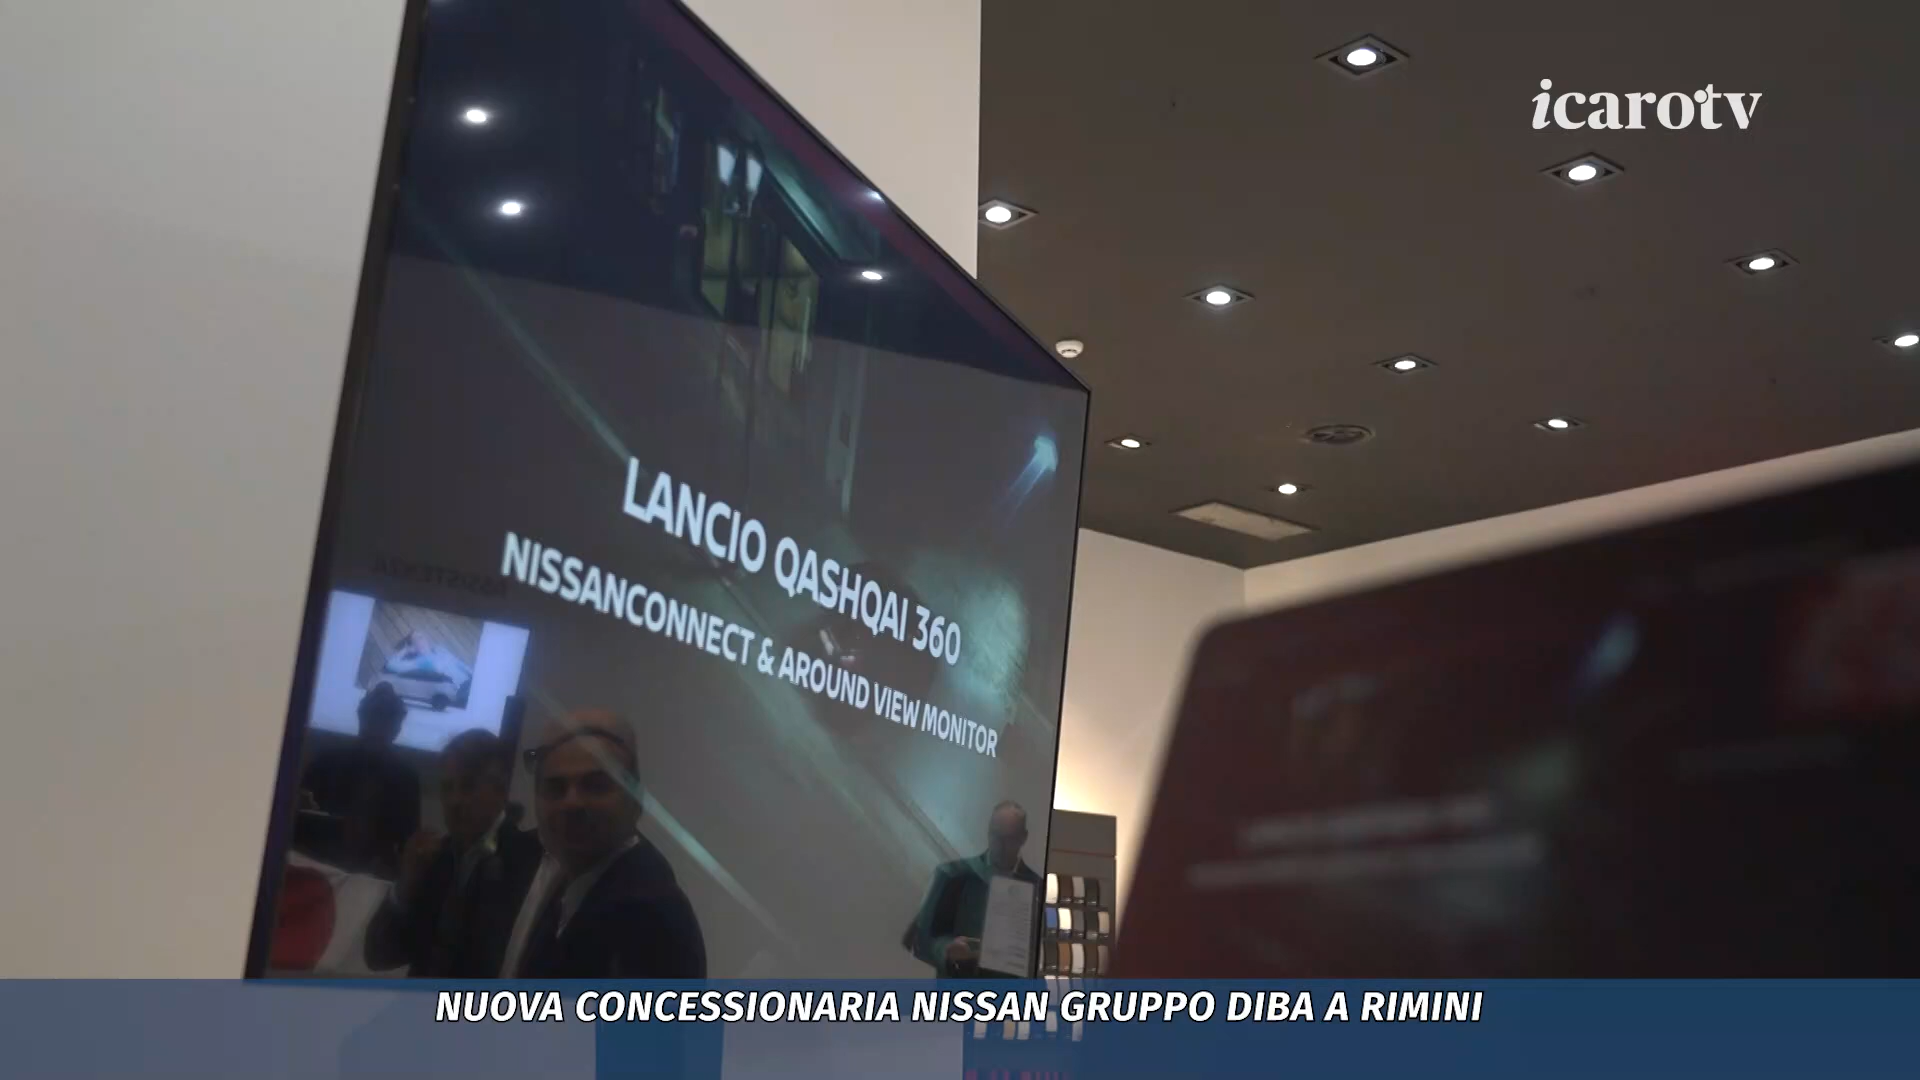 icarotv
LANCIO QASHQAI 360
NISSANCONNECT & AROUND VIEW MONITOR
NUOVA CONCESSIONARIA NISSAN GRUPPO DIBA A RIMINI